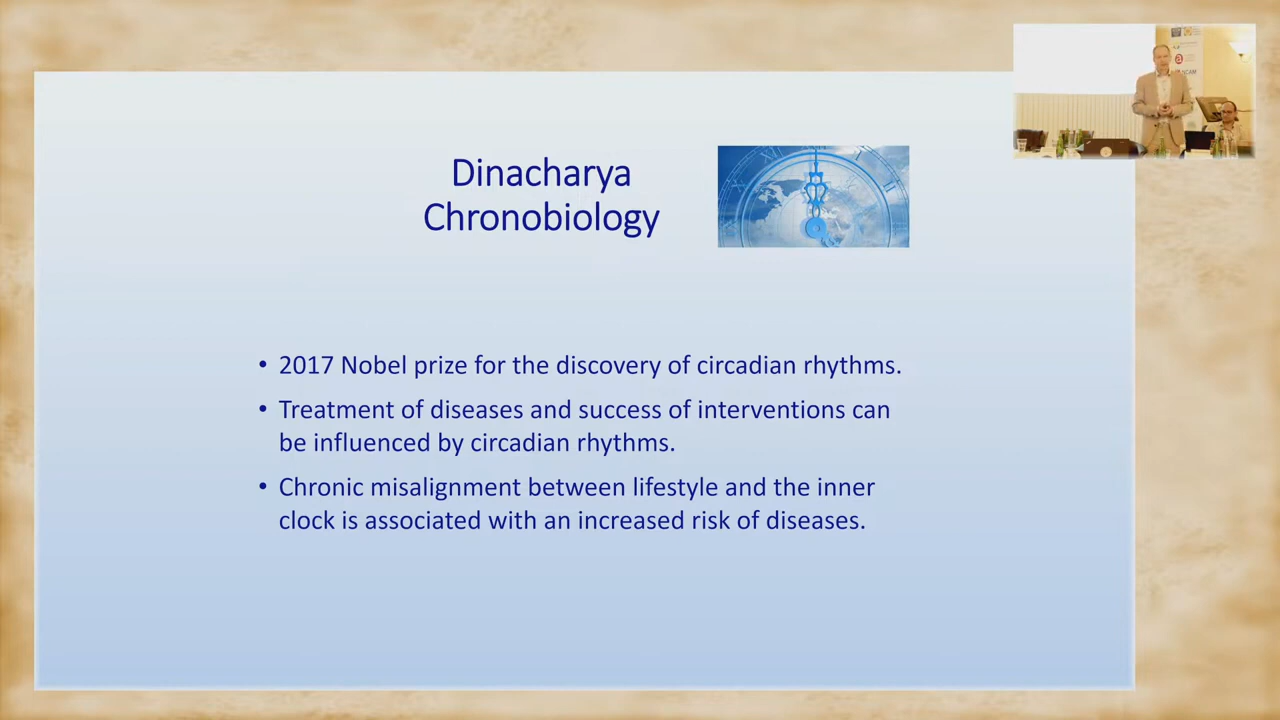 Dinacharya
Chronobiology
• 2017 Nobel prize for the discovery of circadian rhythms.
• Treatment of diseases and success of interventions can
be influenced by circadian rhythms.
• Chronic misalignment between lifestyle and the inner
clock is associated with an increased risk of diseases.